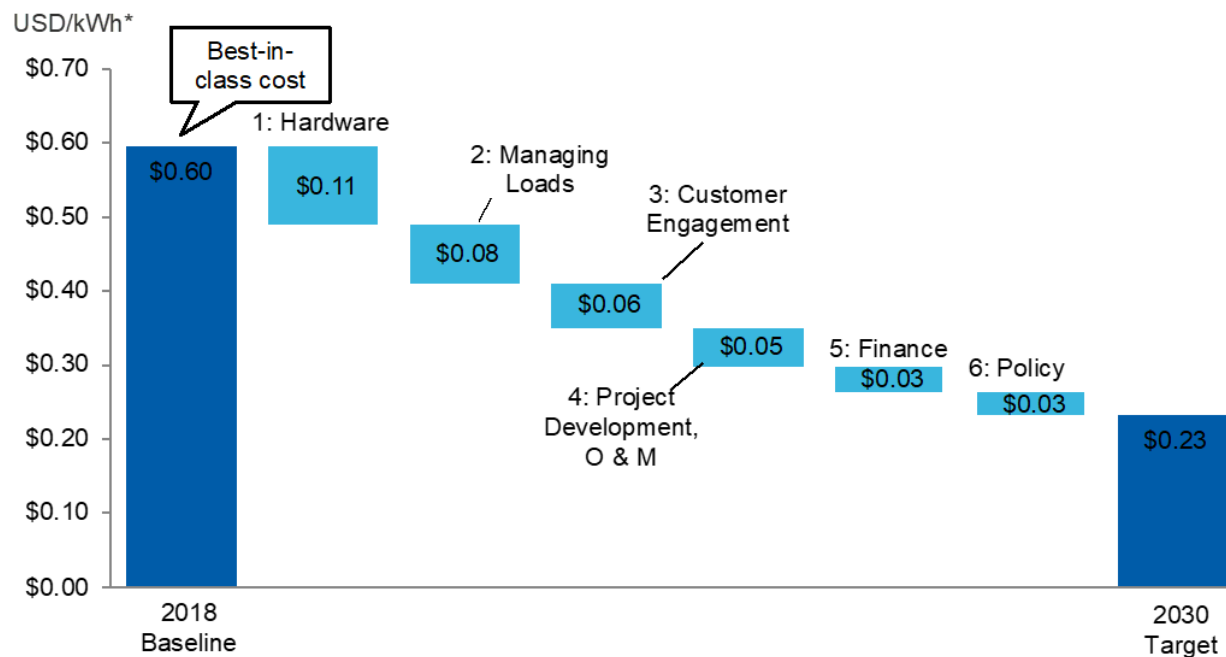 USD/kWh*
$0.70
$0.60
$0.50
$0.40
$0.30
$0.20
$0.10
$0.00
Best-in-
class cost
$0.60
1: Hardware
$0.11
2: Managing
Loads
$0.08
3: Customer
Engagement
$0.06
4: Project
Development,
O & M
$0.05
5: Finance
$0.03
6: Policy
$0.03
$0.23
2018
Baseline
2030
Target